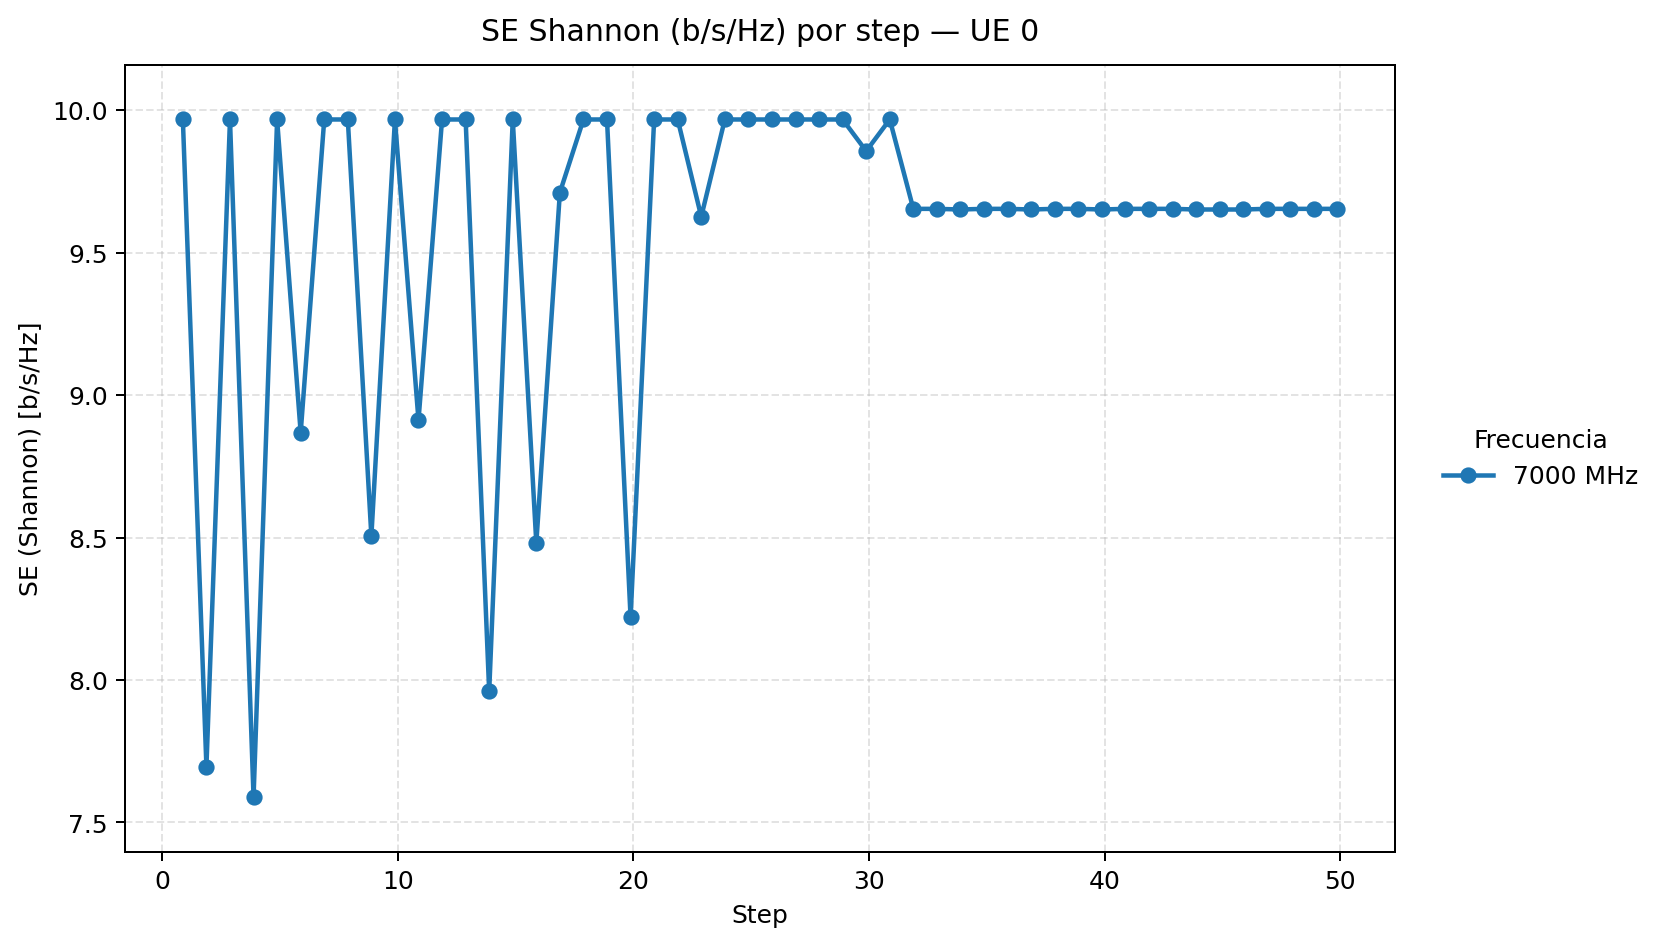 SE Shannon (b/s/Hz) por step — UE 0
SE (Shannon) [b/s/Hz]
10.0
9.5
9.0
8.5
8.0
7.5
0 10 20 30 40 50
Step
Frecuencia
7000 MHz